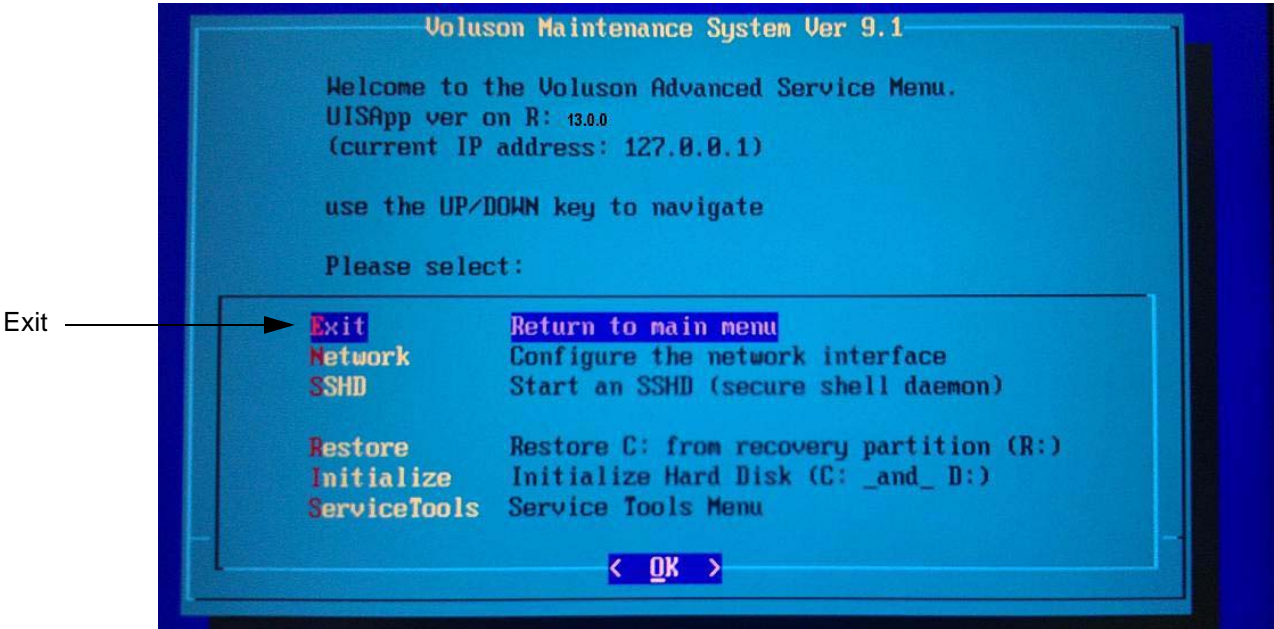 Voluson Maintenance System Ver 9.1
Welcome to the Voluson Advanced Service Menu.
UISApp ver on R: 13.0.0
(current IP address: 127.0.0.1)
use the UP/DOWN key to navigate
Please select:
Exit
Exit Return to main menu
Network Configure the network interface
SSHD Start an SSHD (secure shell daemon)
Restore Restore C: from recovery partition (R:)
Initialize Initialize Hard Disk (C: _and_ D:)
ServiceTools Service Tools Menu
< OK >